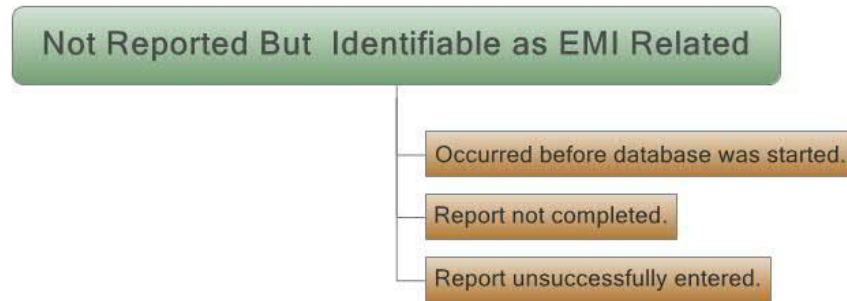 Not Reported But Identifiable as EMI Related
Occurred before database was started.
Report not completed.
Report unsuccessfully entered.